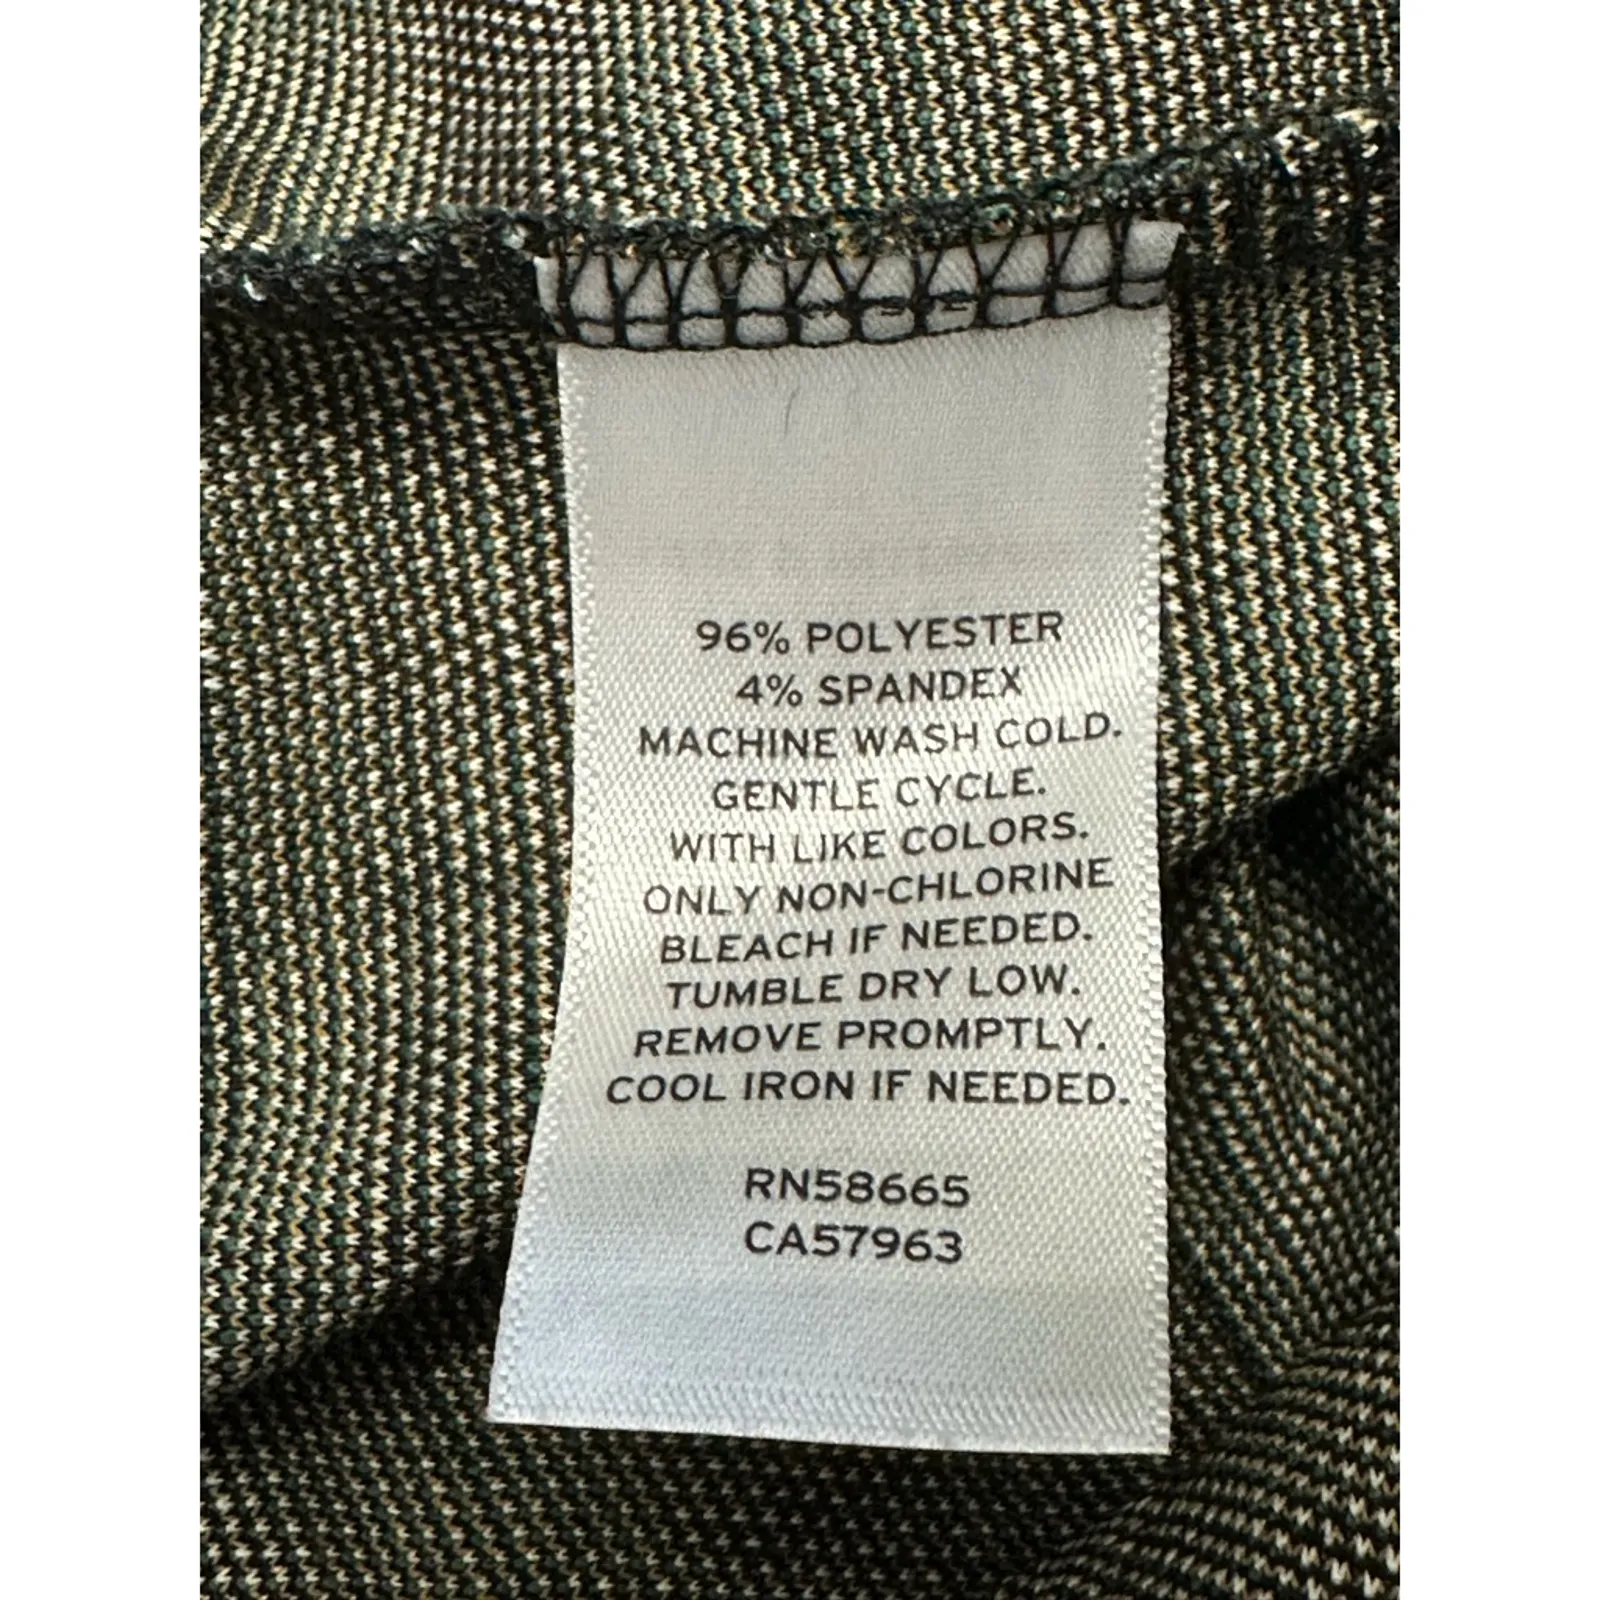 96% POLYESTER
4% SPANDEX
MACHINE WASH COLD.
GENTLE CYCLE.
WITH LIKE COLORS.
ONLY NON-CHLORINE
BLEACH IF NEEDED.
TUMBLE DRY LOW.
REMOVE PROMPTLY.
COOL IRON IF NEEDED.
RN58665
CA57963